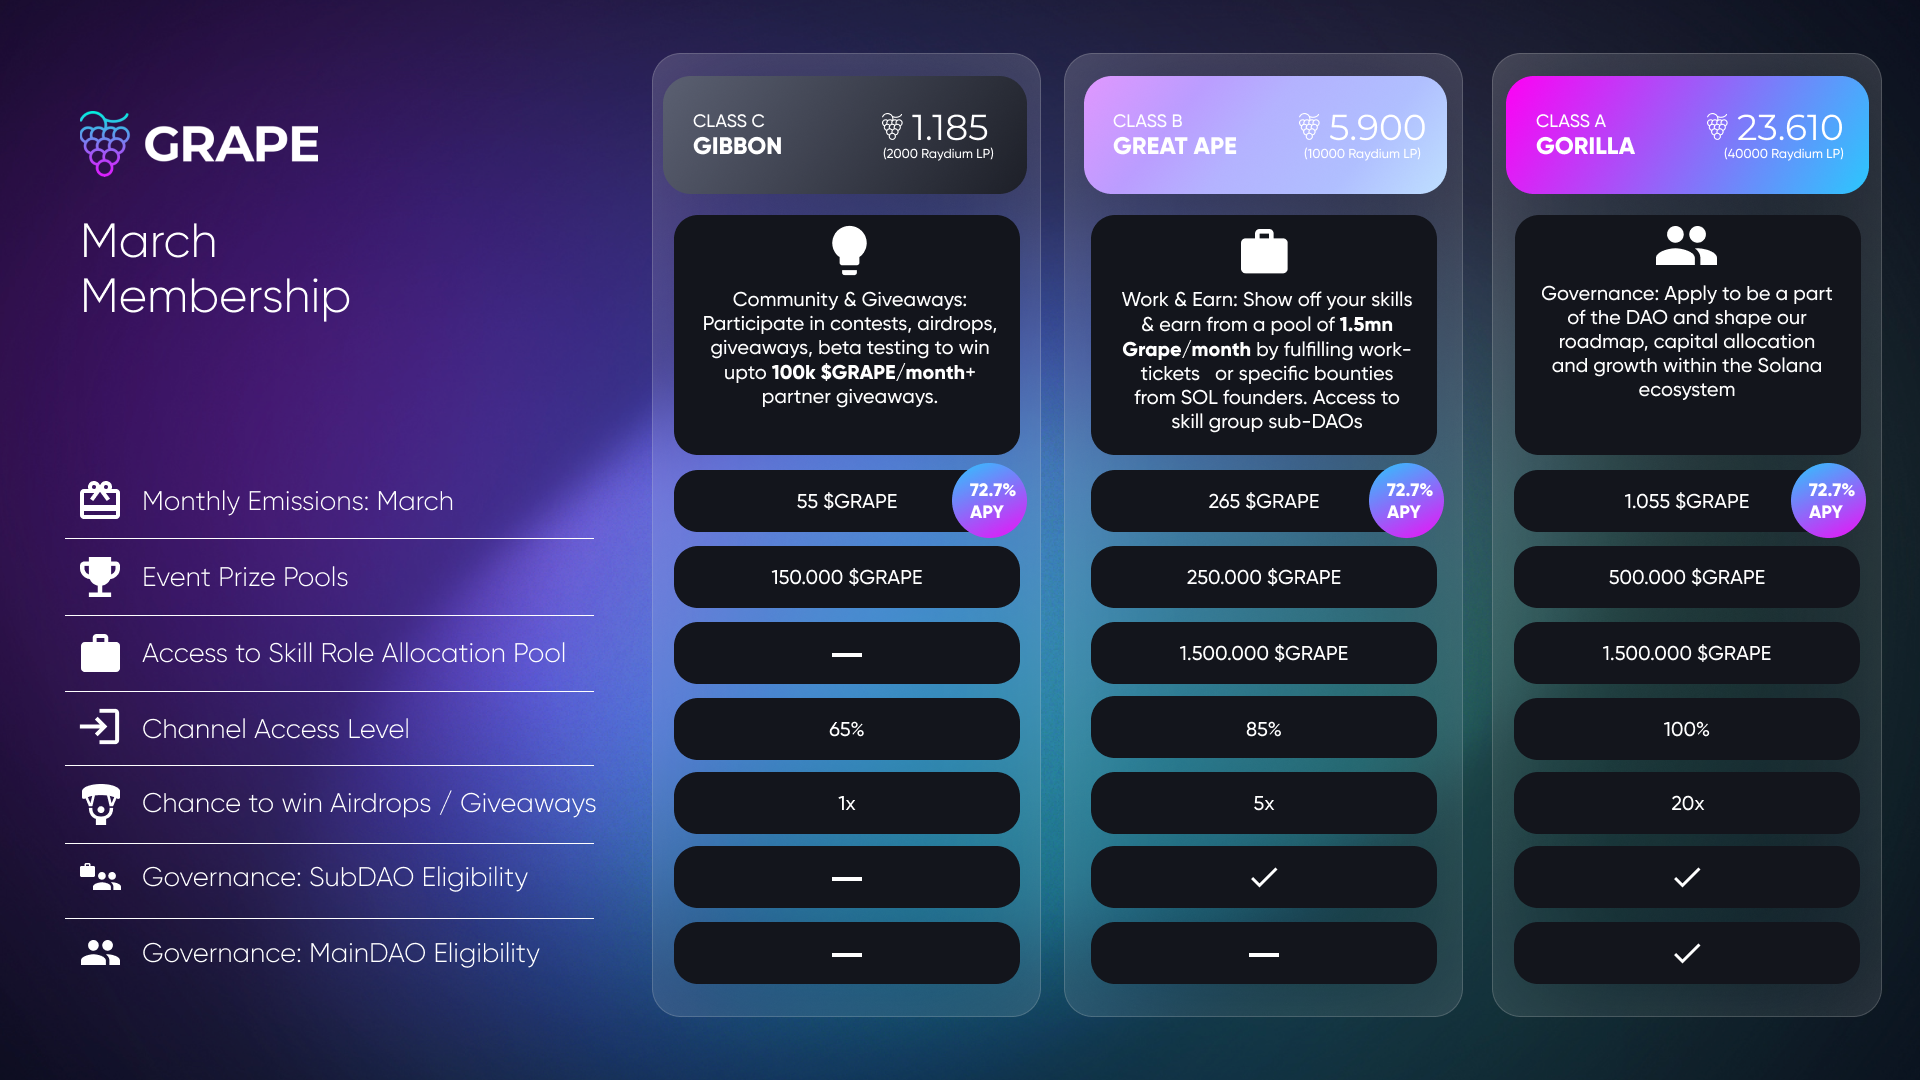 GRAPE
March
Membership
CLASS C
GIBBON
1.185
(2000 Raydium LP)
CLASS B
GREAT APE
5.900
(10000 Raydium LP)
CLASS A
GORILLA
23.610
(40000 Raydium LP)
Community & Giveaways:
Participate in contests, airdrops,
giveaways, beta testing to win
upto 100k $GRAPE/month+
partner giveaways.
Work & Earn: Show off your skills
& earn from a pool of 1.5mn
Grape/month by fulfilling work-
tickets or specific bounties
from SOL founders. Access to
skill group sub-DAOs
Governance: Apply to be a part
of the DAO and shape our
roadmap, capital allocation
and growth within the Solana
ecosystem
Monthly Emissions: March
55 $GRAPE
72.7%
APY
265 $GRAPE
72.7%
APY
1.055 $GRAPE
72.7%
APY
Event Prize Pools
150.000 $GRAPE
250.000 $GRAPE
500.000 $GRAPE
Access to Skill Role Allocation Pool
—
1.500.000 $GRAPE
1.500.000 $GRAPE
Channel Access Level
65%
85%
100%
Chance to win Airdrops / Giveaways
1x
5x
20x
Governance: SubDAO Eligibility
—
✓
✓
Governance: MainDAO Eligibility
—
—
✓